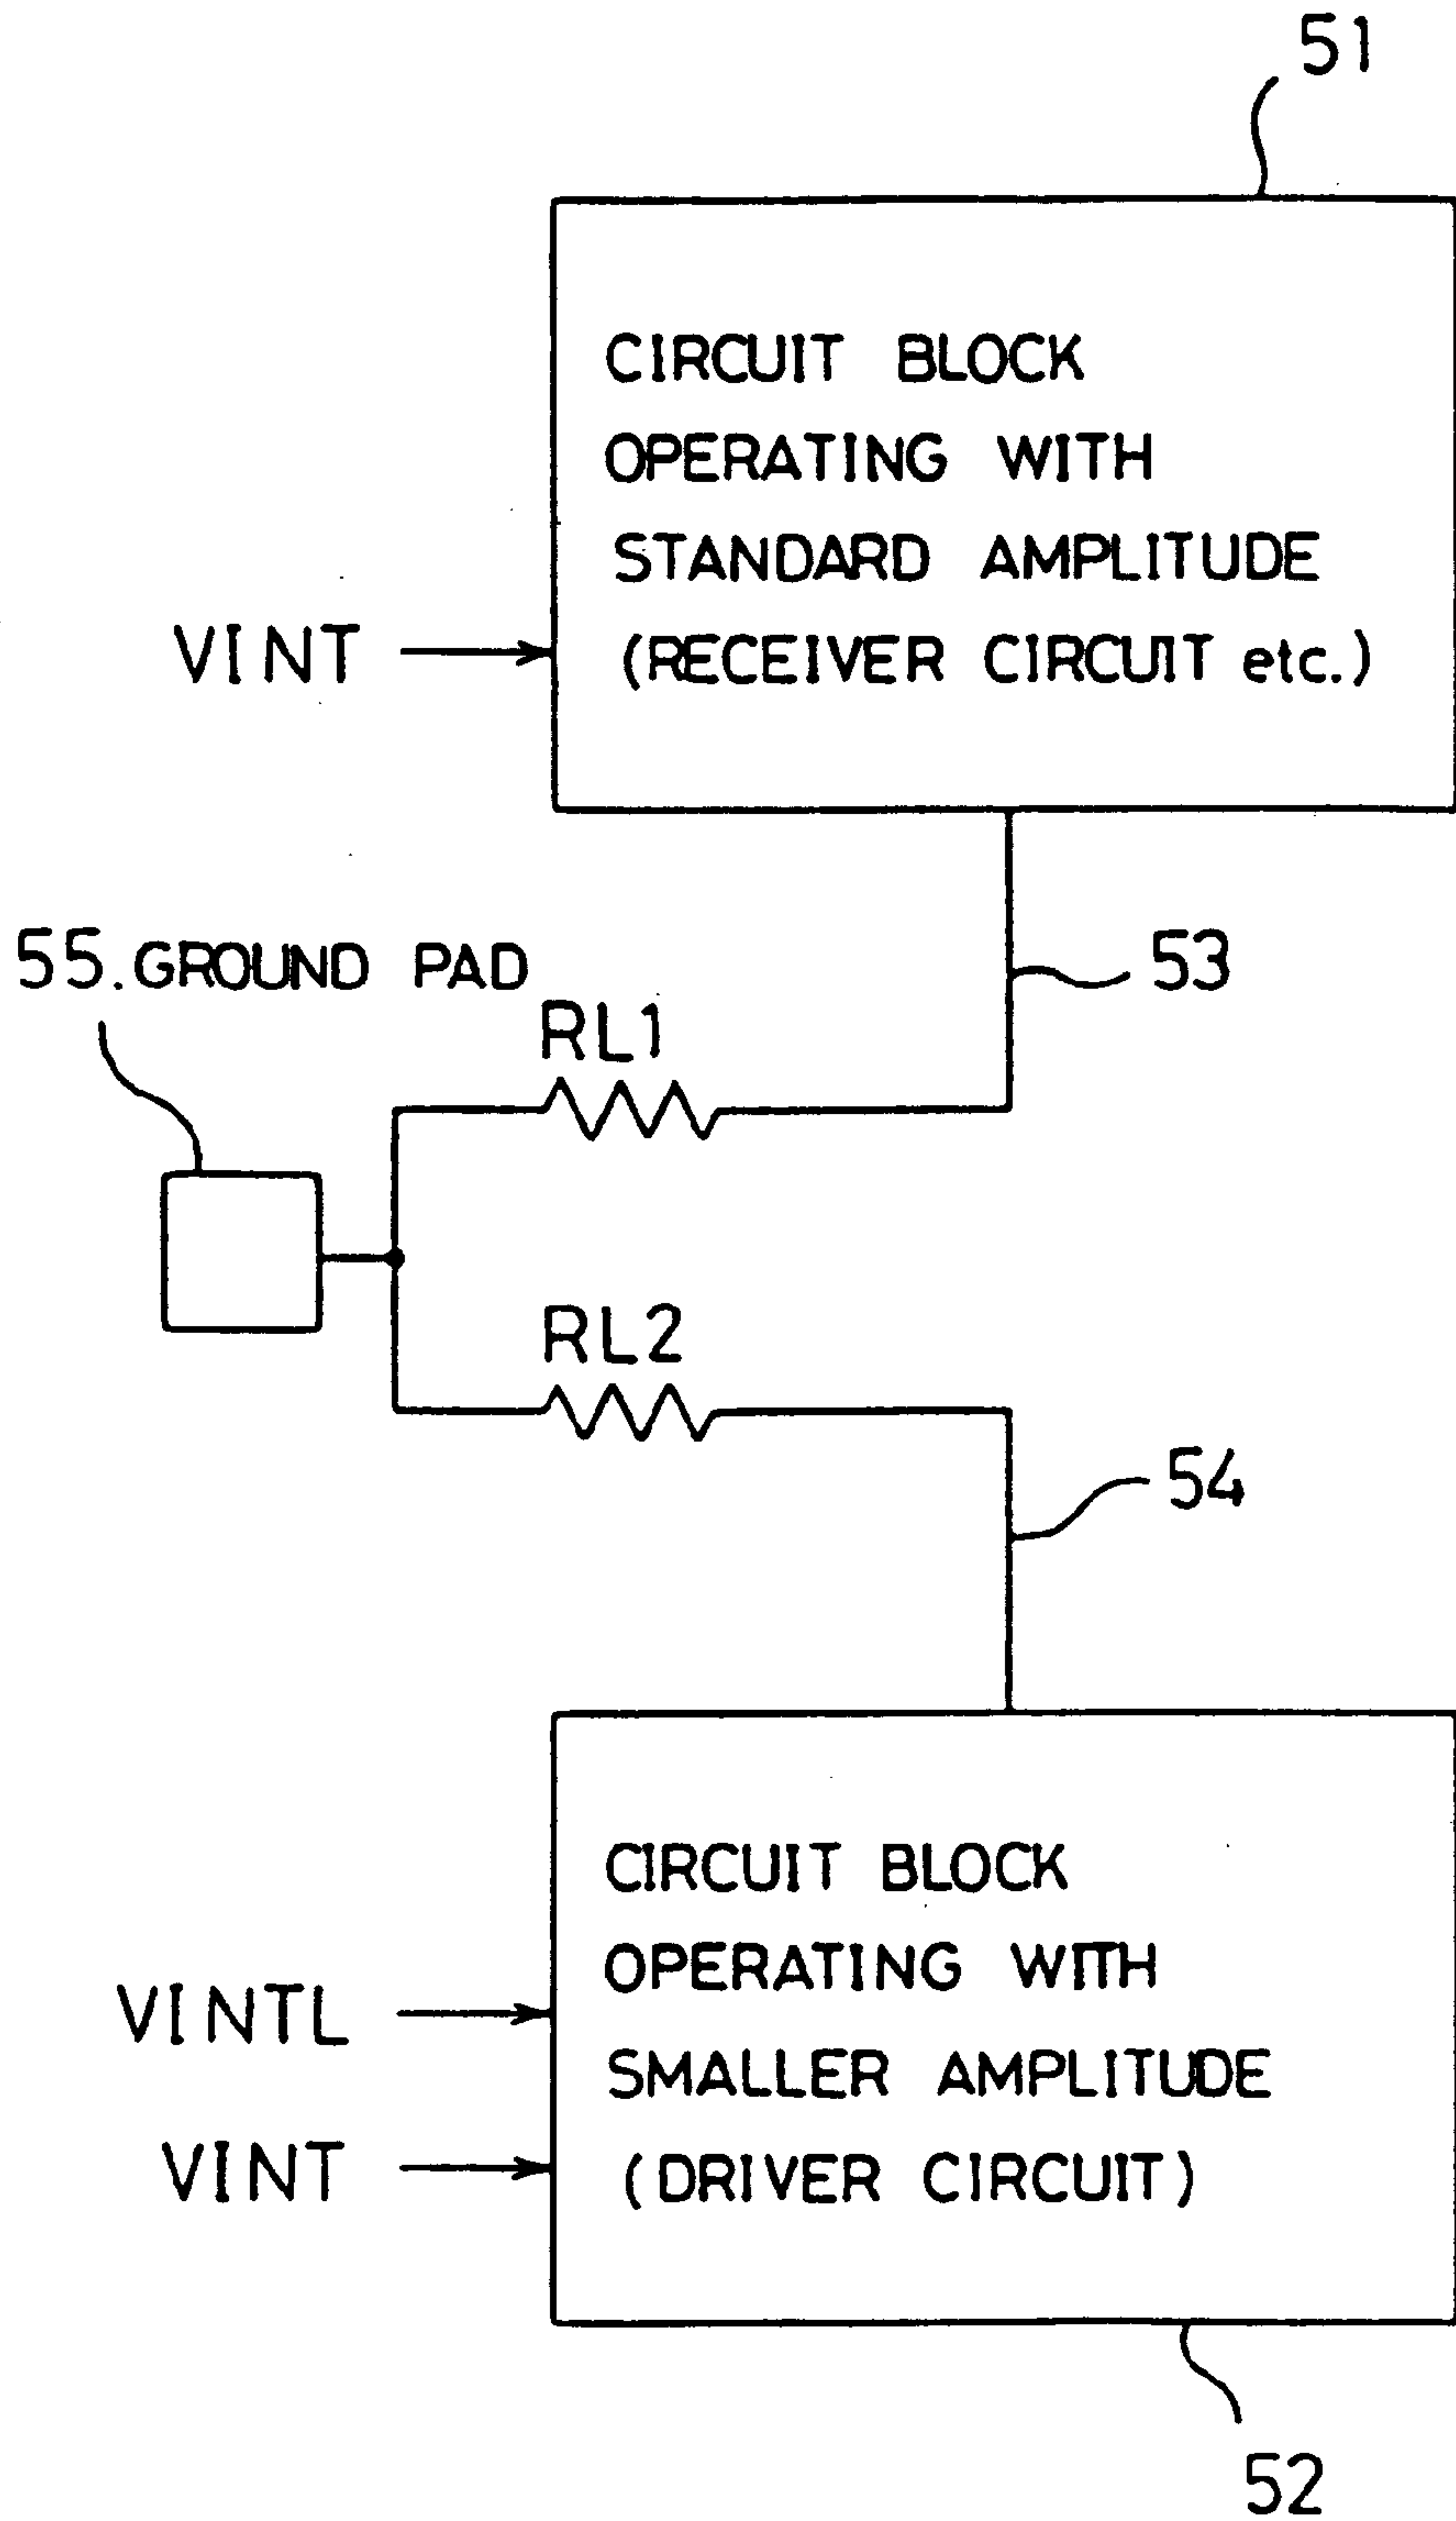 51
CIRCUIT BLOCK
OPERATING WITH
STANDARD AMPLITUDE
(RECEIVER CIRCUIT etc.)
VINT
55.GROUND PAD
53
RL1
RL2
54
CIRCUIT BLOCK
OPERATING WITH
SMALLER AMPLITUDE
(DRIVER CIRCUIT)
VINTL
VINT
52